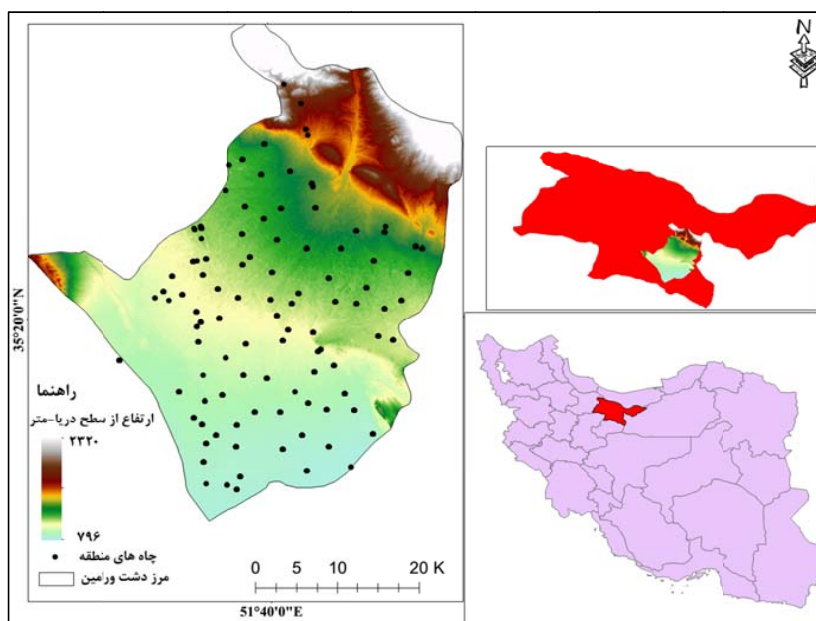 N
35°20'0"N
راهنما
ارتفاع از سطح دریا-متر
۲۳۲۰
۷۹۶
چاه های منطقه
مرز دشت ورامین
0 5 10 20 K
51°40'0"E